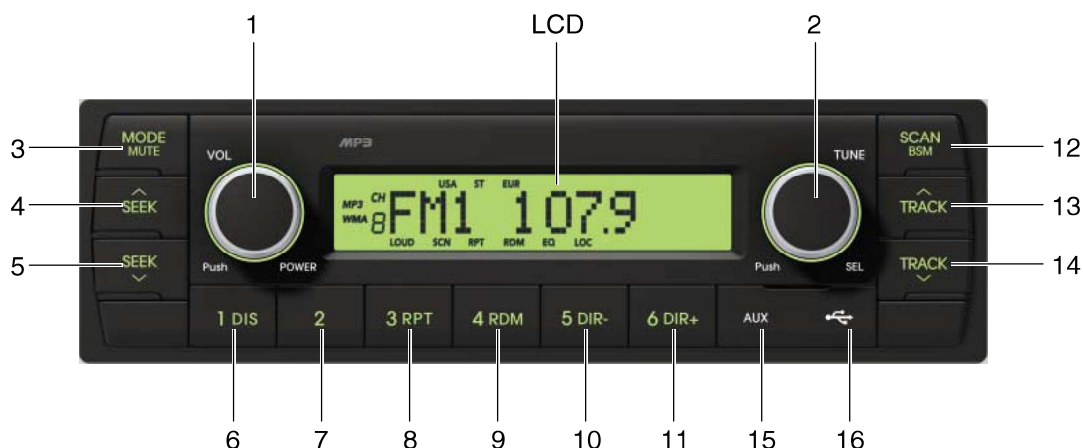 1 LCD 2
3 MODE MUTE VOL MP3 TUNE SCAN BSM 12
4 SEEK USA ST EUR TRACK 13
MP3 WMA CH 8 FM1 107.9
LOUD SCN RPT RDM EQ LOC
5 SEEK Push POWER Push SEL TRACK 14
1 DIS 2 3 RPT 4 RDM 5 DIR- 6 DIR+ AUX
6 7 8 9 10 11 15 16